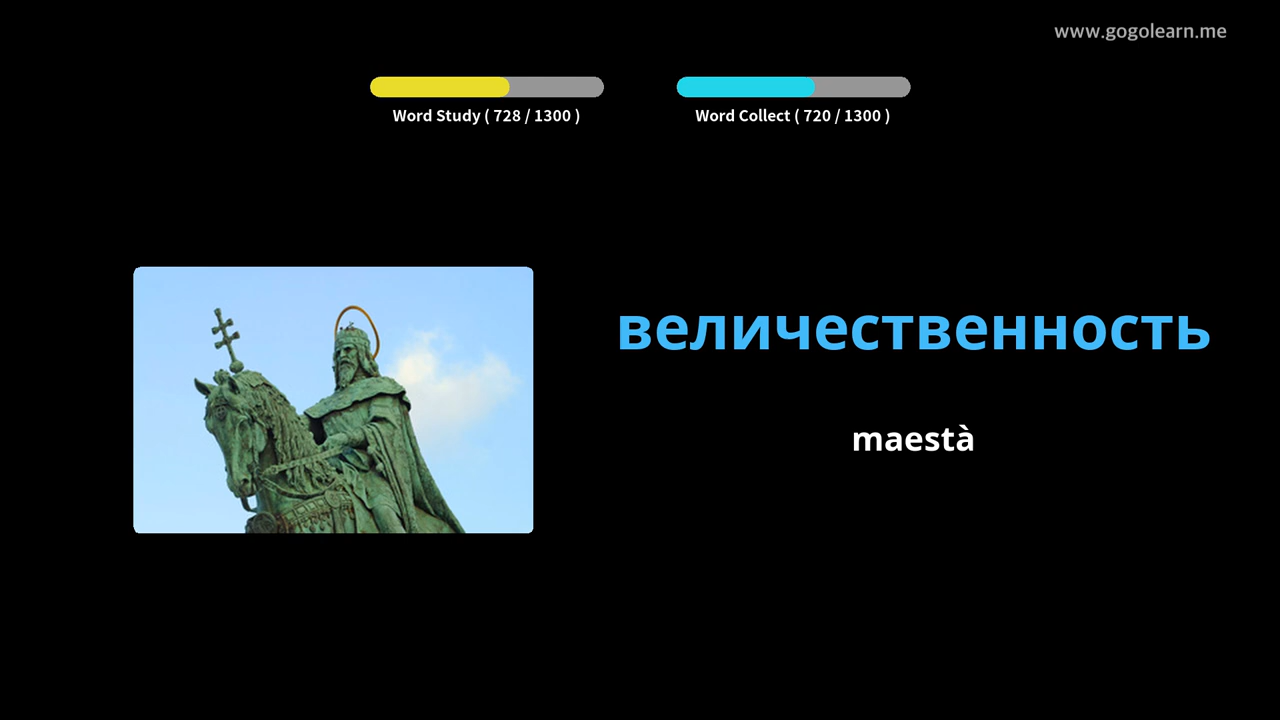 www.gogolearn.me
Word Study ( 728 / 1300 )
Word Collect ( 720 / 1300 )
величественность
maestà